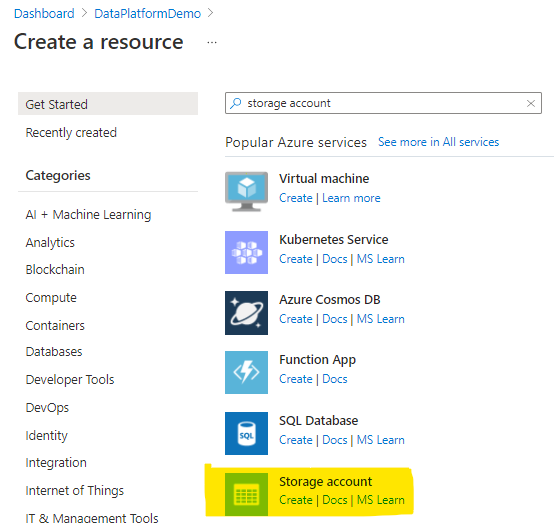 Dashboard > DataPlatformDemo >
Create a resource ...
Get Started
Recently created
Categories
AI + Machine Learning
Analytics
Blockchain
Compute
Containers
Databases
Developer Tools
DevOps
Identity
Integration
Internet of Things
IT & Management Tools
storage account
Popular Azure services See more in All services
Virtual machine
Create | Learn more
Kubernetes Service
Create | Docs | MS Learn
Azure Cosmos DB
Create | Docs | MS Learn
Function App
Create | Docs
SQL
SQL Database
Create | Docs | MS Learn
Storage account
Create | Docs | MS Learn